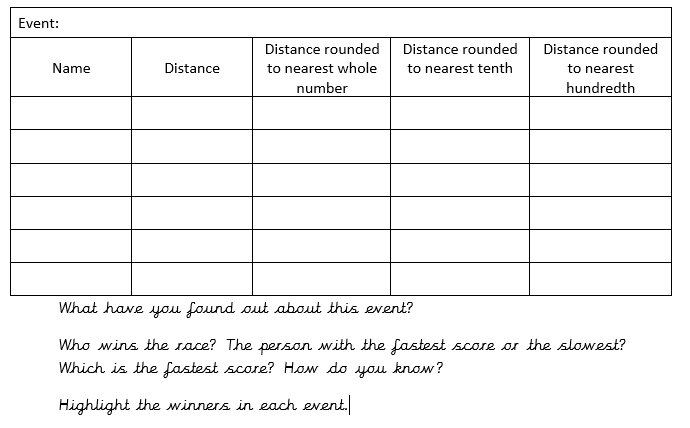 Event:
Name Distance Distance rounded to nearest whole number Distance rounded to nearest tenth Distance rounded to nearest hundredth
What have you found out about this event?
Who wins the race? The person with the fastest score or the slowest?
Which is the fastest score? How do you know?
Highlight the winners in each event.